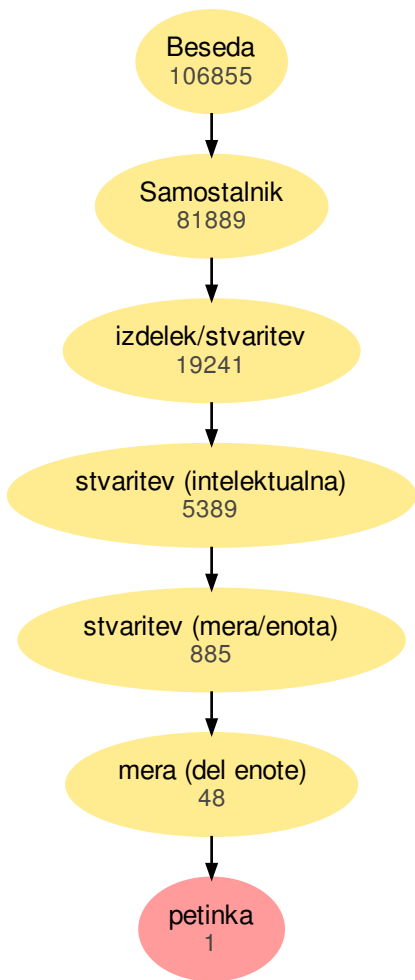 Beseda
106855
Samostalnik
81889
izdelek/stvaritev
19241
stvaritev (intelektualna)
5389
stvaritev (mera/enota)
885
mera (del enote)
48
petinka
1